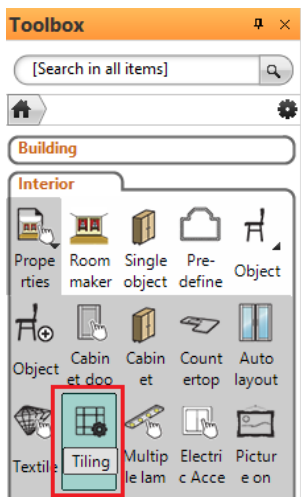 Toolbox
[Search in all items]
Building
Interior
Prope
rties
Room
maker
Single
object
Pre-
define
Object
Object
Cabin
et doo
Cabin
et
Count
ertop
Auto
layout
Textile
Tiling
Multip
le lam
Electri
c Acce
Pictur
e on